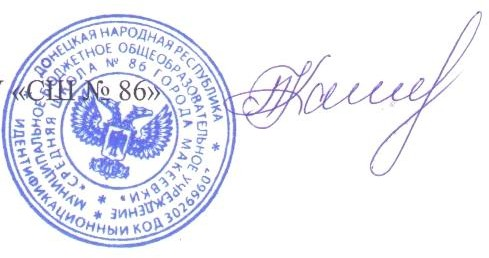 «СШ № 86»
ДОНЕЦКАЯ НАРОДНАЯ РЕСПУБЛИКА
МУНИЦИПАЛЬНОЕ БЮДЖЕТНОЕ ОБЩЕОБРАЗОВАТЕЛЬНОЕ УЧРЕЖДЕНИЕ
«СРЕДНЯЯ ШКОЛА № 86 ГОРОДА МАКЕЕВКИ»
ИДЕНТИФИКАЦИОННЫЙ КОД